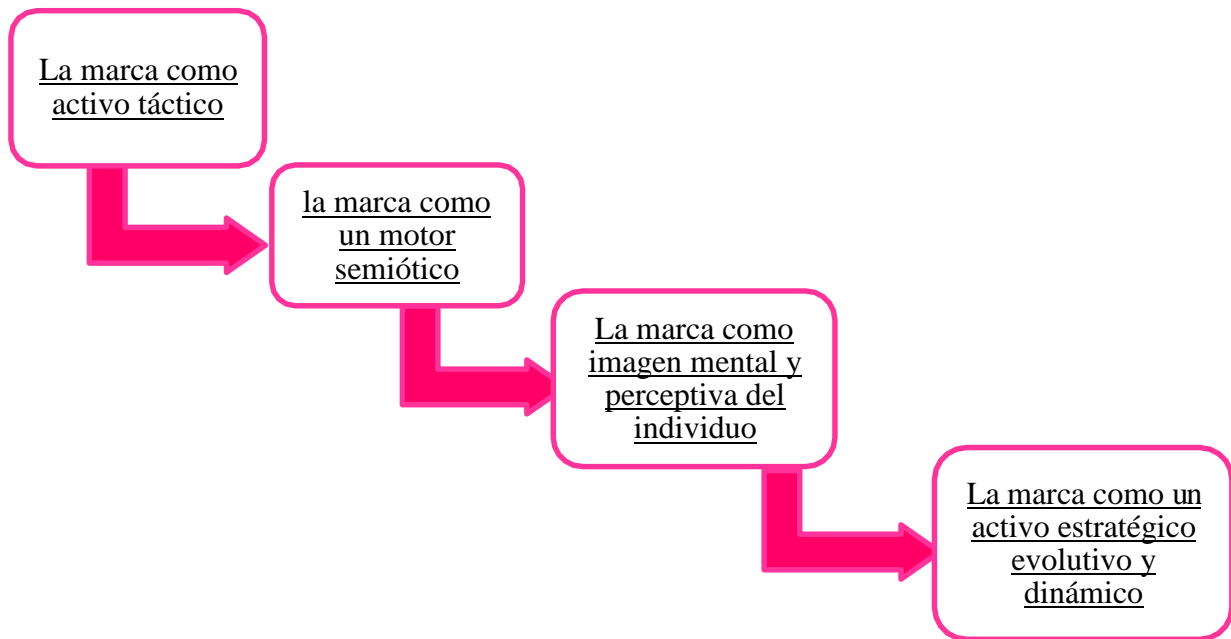 La marca como
activo táctico
la marca como
un motor
semiótico
La marca como
imagen mental y
perceptiva del
individuo
La marca como un
activo estratégico
evolutivo y
dinámico